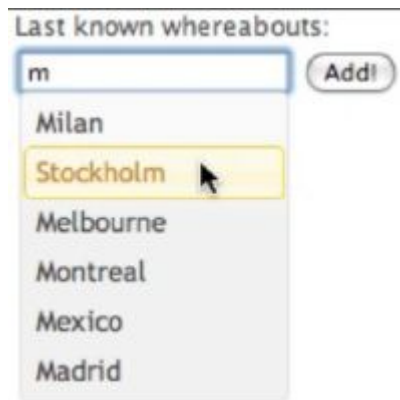 Last known whereabouts:
m
Add!
Milan
Stockholm
Melbourne
Montreal
Mexico
Madrid